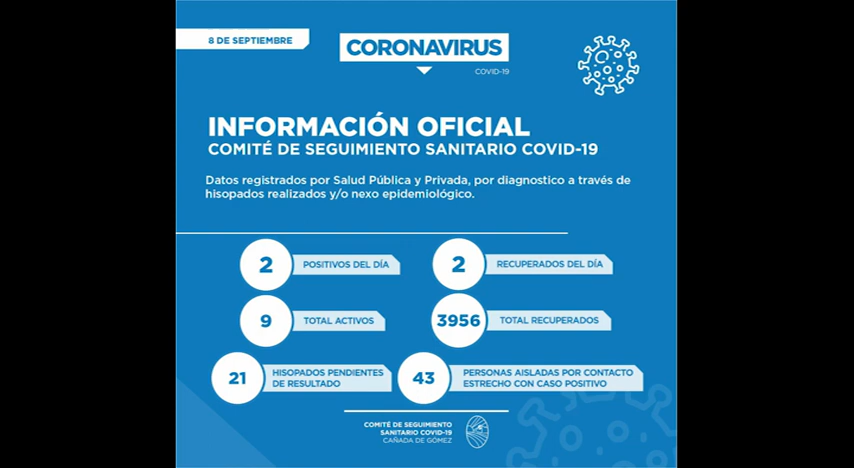 8 DE SEPTIEMBRE
CORONAVIRUS
COVID-19
INFORMACIÓN OFICIAL
COMITÉ DE SEGUIMIENTO SANITARIO COVID-19
Datos registrados por Salud Pública y Privada, por diagnostico a través de
hisopados realizados y/o nexo epidemiológico.
2 POSITIVOS DEL DÍA
2 RECUPERADOS DEL DÍA
9 TOTAL ACTIVOS
3956 TOTAL RECUPERADOS
21 HISOPADOS PENDIENTES
DE RESULTADO
43 PERSONAS AISLADAS POR CONTACTO
ESTRECHO CON CASO POSITIVO
COMITÉ DE SEGUIMIENTO
SANITARIO COVID-19
CAÑADA DE GÓMEZ